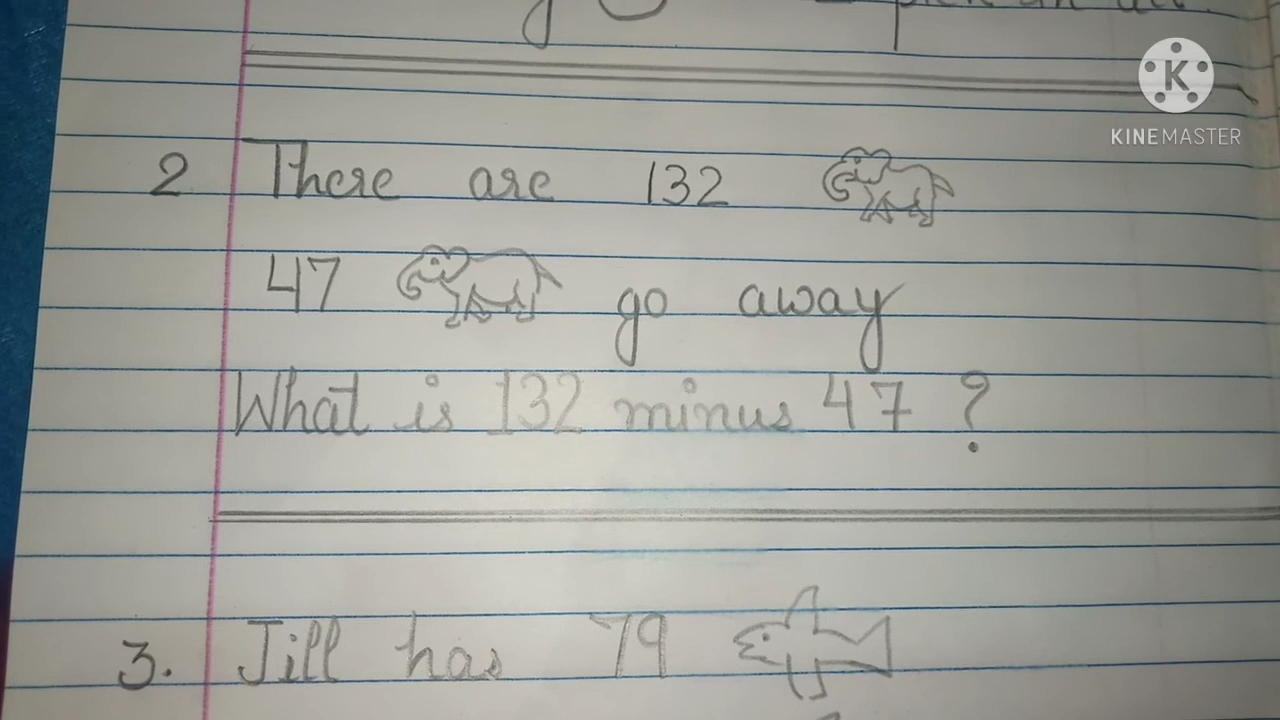 2 There are 132
47 go away
What is 132 minus 47 ?
3. Jill has 79
K
KINEMASTER